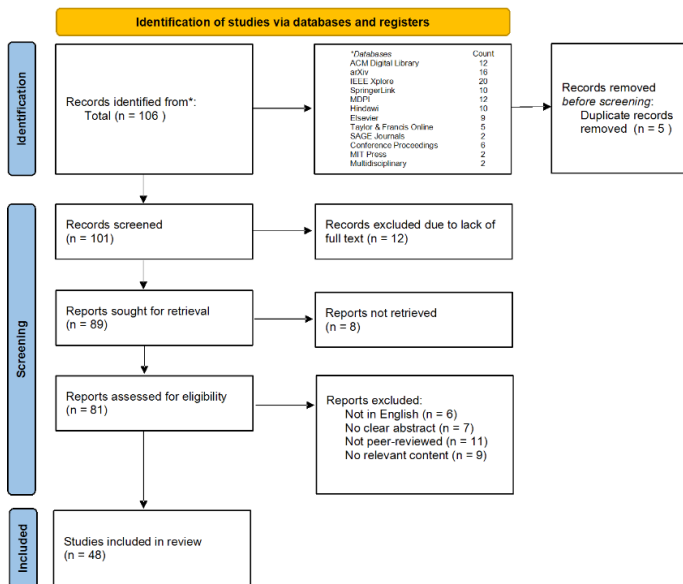 Identification of studies via databases and registers
Identification
Records identified from*:
Total (n = 106 )
*Databases Count
ACM Digital Library 12
arXiv 16
IEEE Xplore 20
SpringerLink 10
MDPI 12
Hindawi 10
Elsevier 9
Taylor & Francis Online 5
SAGE Journals 2
Conference Proceedings 6
MIT Press 2
Multidisciplinary 2
Records removed
before screening:
Duplicate records
removed (n = 5 )
Screening
Records screened
(n = 101)
Records excluded due to lack of
full text (n = 12)
Reports sought for retrieval
(n = 89)
Reports not retrieved
(n = 8)
Reports assessed for eligibility
(n = 81)
Reports excluded:
Not in English (n = 6)
No clear abstract (n = 7)
Not peer-reviewed (n = 11)
No relevant content (n = 9)
Included
Studies included in review
(n = 48)